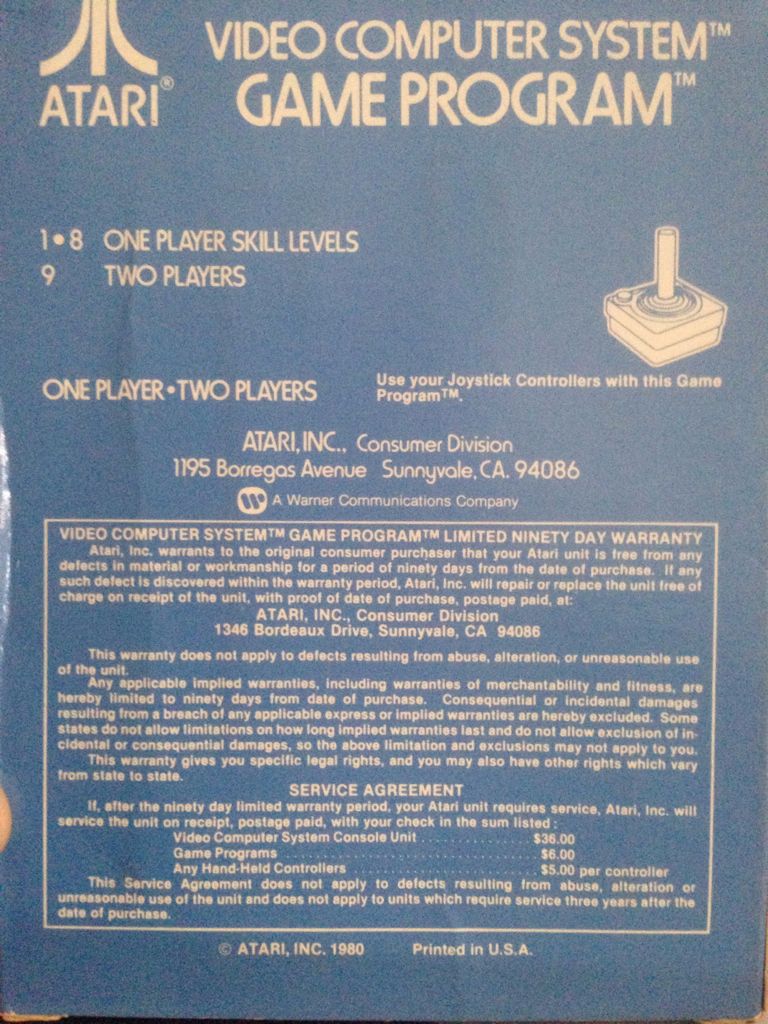 VIDEO COMPUTER SYSTEM™
GAME PROGRAM™
ATARI®
1•8 ONE PLAYER SKILL LEVELS
9 TWO PLAYERS
ONE PLAYER•TWO PLAYERS
Use your Joystick Controllers with this Game
Program™.
ATARI, INC., Consumer Division
1195 Borregas Avenue Sunnyvale, CA. 94086
A Warner Communications Company
VIDEO COMPUTER SYSTEM™ GAME PROGRAM™ LIMITED NINETY DAY WARRANTY
Atari, Inc. warrants to the original consumer purchaser that your Atari unit is free from any
defects in material or workmanship for a period of ninety days from the date of purchase. If any
such defect is discovered within the warranty period, Atari, Inc. will repair or replace the unit free of
charge on receipt of the unit, with proof of date of purchase, postage paid, at:
ATARI, INC., Consumer Division
1346 Bordeaux Drive, Sunnyvale, CA 94086
This warranty does not apply to defects resulting from abuse, alteration, or unreasonable use
of the unit.
Any applicable implied warranties, including warranties of merchantability and fitness, are
hereby limited to ninety days from date of purchase. Consequential or incidental damages
resulting from a breach of any applicable express or implied warranties are hereby excluded. Some
states do not allow limitations on how long implied warranties last and do not allow exclusion of in-
cidental or consequential damages, so the above limitation and exclusions may not apply to you.
This warranty gives you specific legal rights, and you may also have other rights which vary
from state to state.
SERVICE AGREEMENT
If, after the ninety day limited warranty period, your Atari unit requires service, Atari, Inc. will
service the unit on receipt, postage paid, with your check in the sum listed:
Video Computer System Console Unit . . . . . . . . . . . . . $36.00
Game Programs . . . . . . . . . . . . . . . . . . . . . . . . . . . . . . $6.00
Any Hand-Held Controllers . . . . . . . . . . . . . . . . . . . . . $5.00 per controller
This Service Agreement does not apply to defects resulting from abuse, alteration or
unreasonable use of the unit and does not apply to units which require service three years after the
date of purchase.
© ATARI, INC. 1980 Printed in U.S.A.